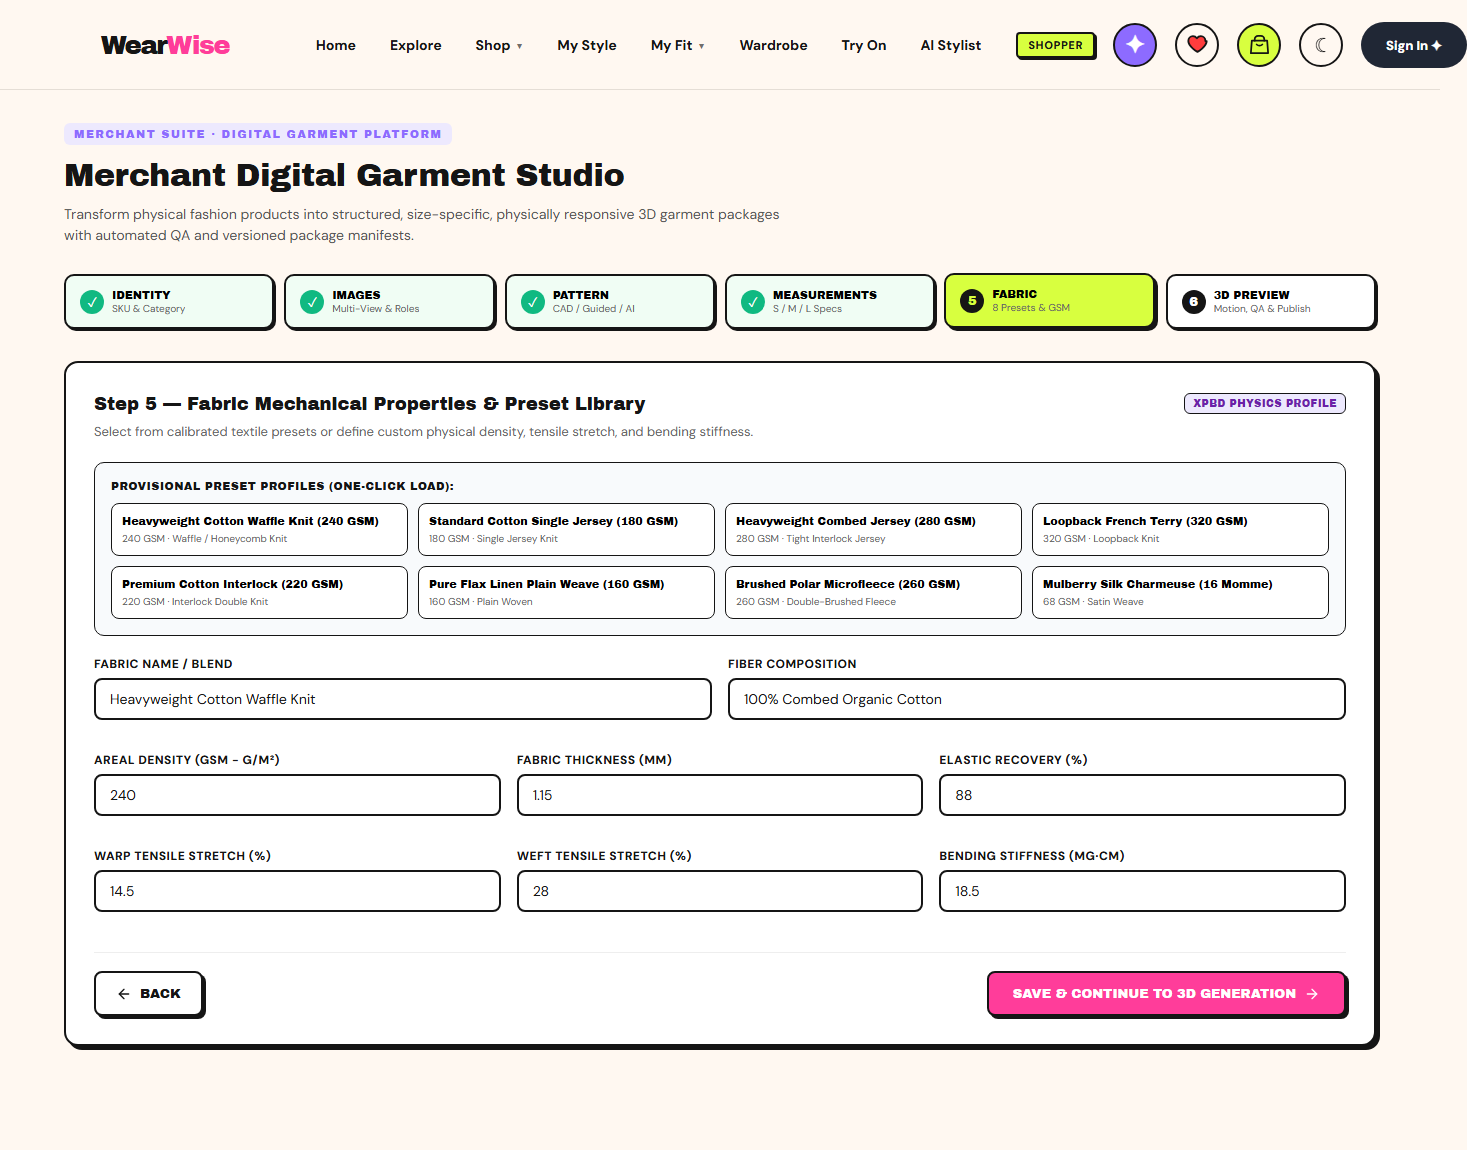 WearWise
Home
Explore
Shop ▼
My Style
My Fit ▼
Wardrobe
Try On
AI Stylist
SHOPPER
Sign In ✦
MERCHANT SUITE · DIGITAL GARMENT PLATFORM
Merchant Digital Garment Studio
Transform physical fashion products into structured, size-specific, physically responsive 3D garment packages
with automated QA and versioned package manifests.
✓ IDENTITY
SKU & Category
✓ IMAGES
Multi-View & Roles
✓ PATTERN
CAD / Guided / AI
✓ MEASUREMENTS
S / M / L Specs
5 FABRIC
8 Presets & GSM
6 3D PREVIEW
Motion, QA & Publish
Step 5 — Fabric Mechanical Properties & Preset Library
XPBD PHYSICS PROFILE
Select from calibrated textile presets or define custom physical density, tensile stretch, and bending stiffness.
PROVISIONAL PRESET PROFILES (ONE-CLICK LOAD):
Heavyweight Cotton Waffle Knit (240 GSM)
240 GSM · Waffle / Honeycomb Knit
Standard Cotton Single Jersey (180 GSM)
180 GSM · Single Jersey Knit
Heavyweight Combed Jersey (280 GSM)
280 GSM · Tight Interlock Jersey
Loopback French Terry (320 GSM)
320 GSM · Loopback Knit
Premium Cotton Interlock (220 GSM)
220 GSM · Interlock Double Knit
Pure Flax Linen Plain Weave (160 GSM)
160 GSM · Plain Woven
Brushed Polar Microfleece (260 GSM)
260 GSM · Double-Brushed Fleece
Mulberry Silk Charmeuse (16 Momme)
68 GSM · Satin Weave
FABRIC NAME / BLEND
Heavyweight Cotton Waffle Knit
FIBER COMPOSITION
100% Combed Organic Cotton
AREAL DENSITY (GSM - G/M²)
240
FABRIC THICKNESS (MM)
1.15
ELASTIC RECOVERY (%)
88
WARP TENSILE STRETCH (%)
14.5
WEFT TENSILE STRETCH (%)
28
BENDING STIFFNESS (MG·CM)
18.5
← BACK
SAVE & CONTINUE TO 3D GENERATION →